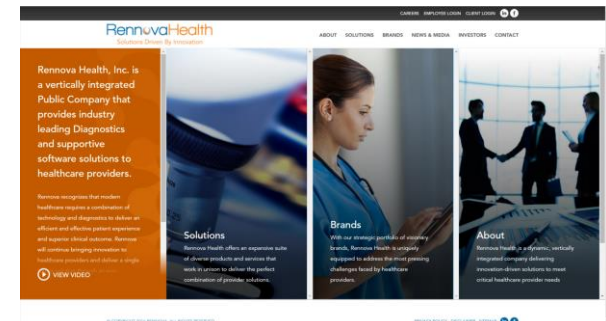 CAREERS EMPLOYEE LOGIN CLIENT LOGIN
RennovaHealth
Solutions Driven By Innovation
ABOUT SOLUTIONS BRANDS NEWS & MEDIA INVESTORS CONTACT
Rennova Health, Inc. is
a vertically integrated
Public Company that
provides industry
leading Diagnostics
and supportive
software solutions to
healthcare providers.
Rennova recognizes that modern
healthcare requires a combination of
technology and diagnostics to deliver an
efficient and effective patient experience
and superior clinical outcome. Rennova
will continue bringing innovation to
healthcare providers and deliver a single
VIEW VIDEO
Solutions
Rennova Health offers an expansive suite
of diverse products and services that
work in unison to deliver the perfect
combination of provider solutions.
Brands
With our strategic portfolio of visionary
brands, Rennova Health is uniquely
equipped to address the most pressing
challenges faced by healthcare
providers.
About
Rennova Health is a dynamic, vertically
integrated company delivering
innovation-driven solutions to meet
critical healthcare provider needs